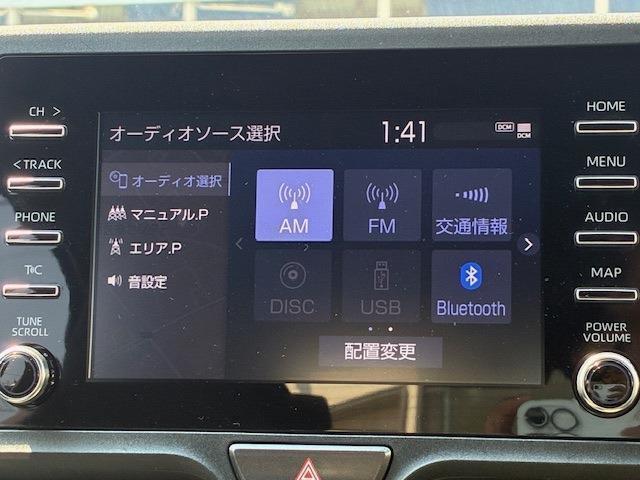 CH >
< TRACK
PHONE
T&C
TUNE
SCROLL
オーディオソース選択
1:41
DCM
DCM
オーディオ選択
マニュアル.P
エリア.P
音設定
AM
FM
交通情報
DISC
USB
Bluetooth
配置変更
HOME
MENU
AUDIO
MAP
POWER
VOLUME